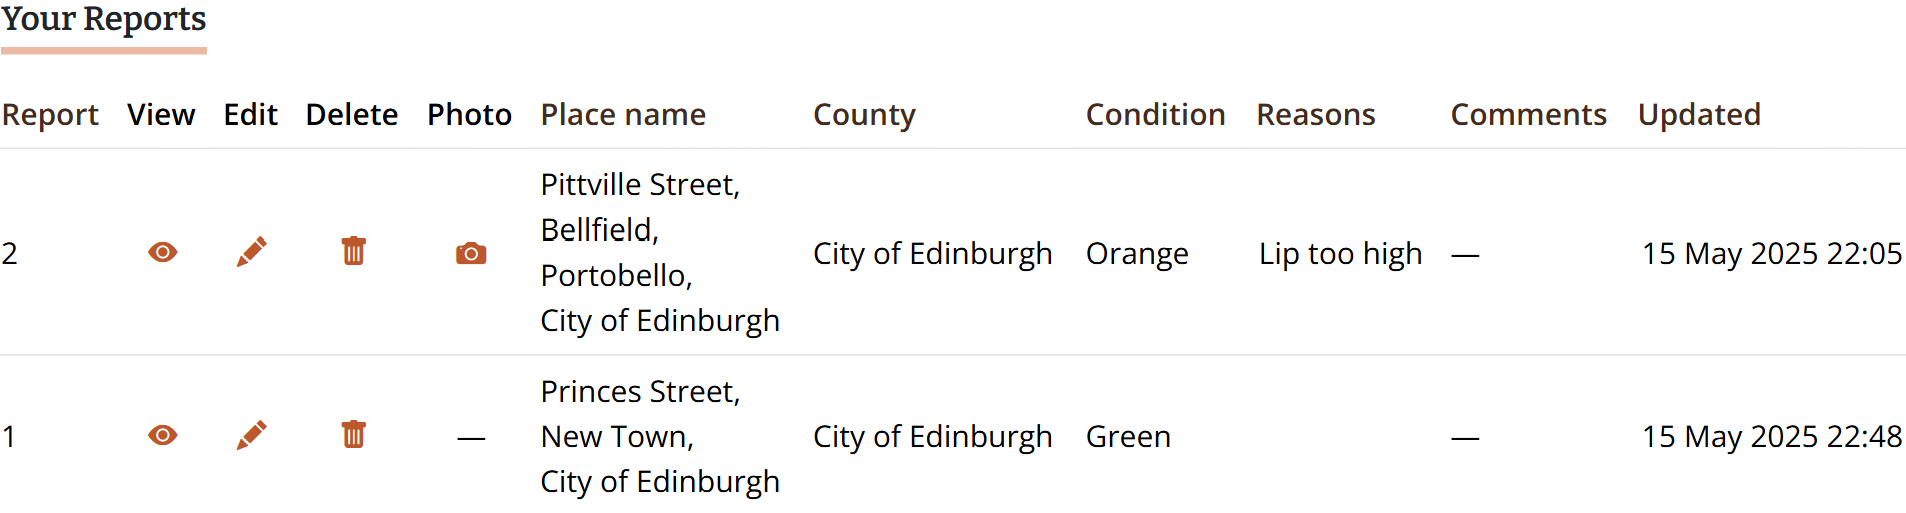 Your Reports
Report View Edit Delete Photo Place name County Condition Reasons Comments Updated
Pittville Street,
Bellfield,
2 Portobello, City of Edinburgh Orange Lip too high — 15 May 2025 22:05
City of Edinburgh
Princes Street,
1 — New Town, City of Edinburgh Green — 15 May 2025 22:48
City of Edinburgh